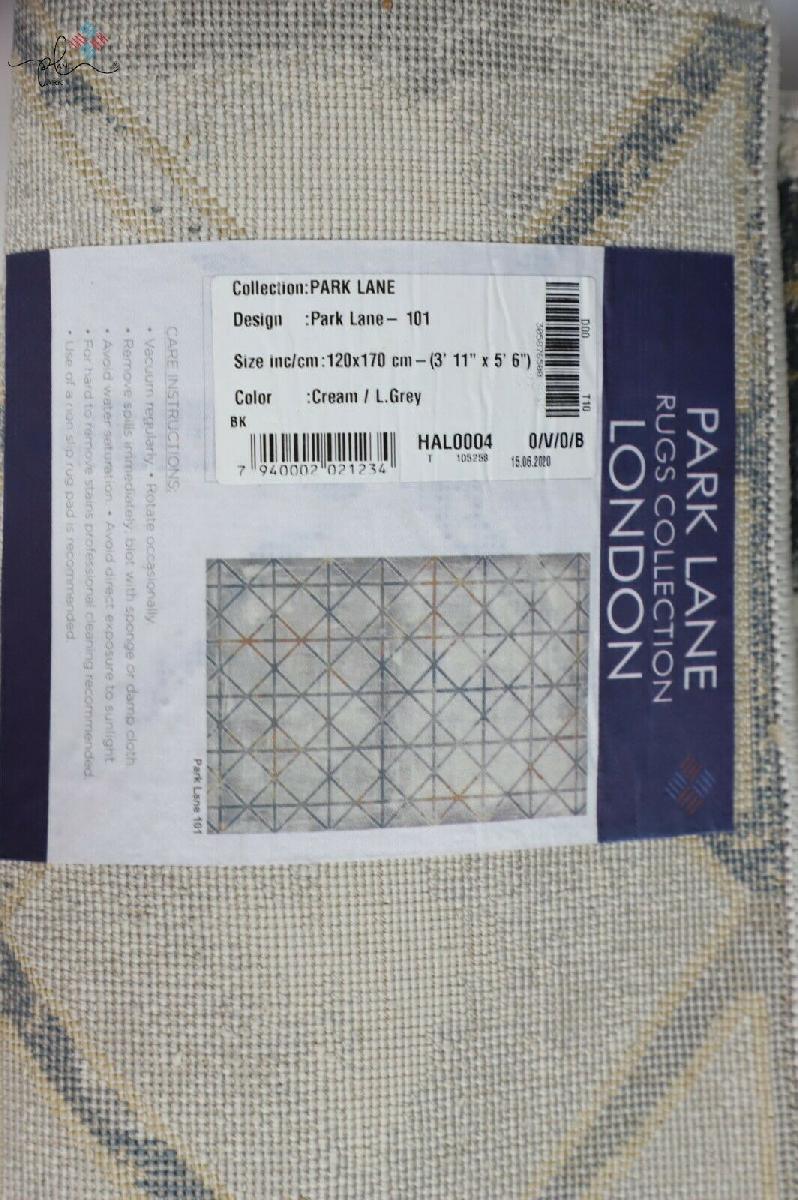 Collection:PARK LANE
Design :Park Lane- 101
Size inc/cm:120x170 cm-(3' 11" x 5' 6")
Color :Cream / L.Grey
BK
7 940002 021234
HAL0004 0/V/0/B
T 105258 15.06.2020
D00 T10
PARK LANE
RUGS COLLECTION
LONDON
CARE INSTRUCTIONS:
• Vacuum regularly. • Rotate occasionally
• Remove spills immediately, blot with sponge or damp cloth.
• Avoid water saturation. • Avoid direct exposure to sunlight
• For hard to remove stains professional cleaning recommended.
• Use of a non slip rug pad is recommended.
Park Lane 101